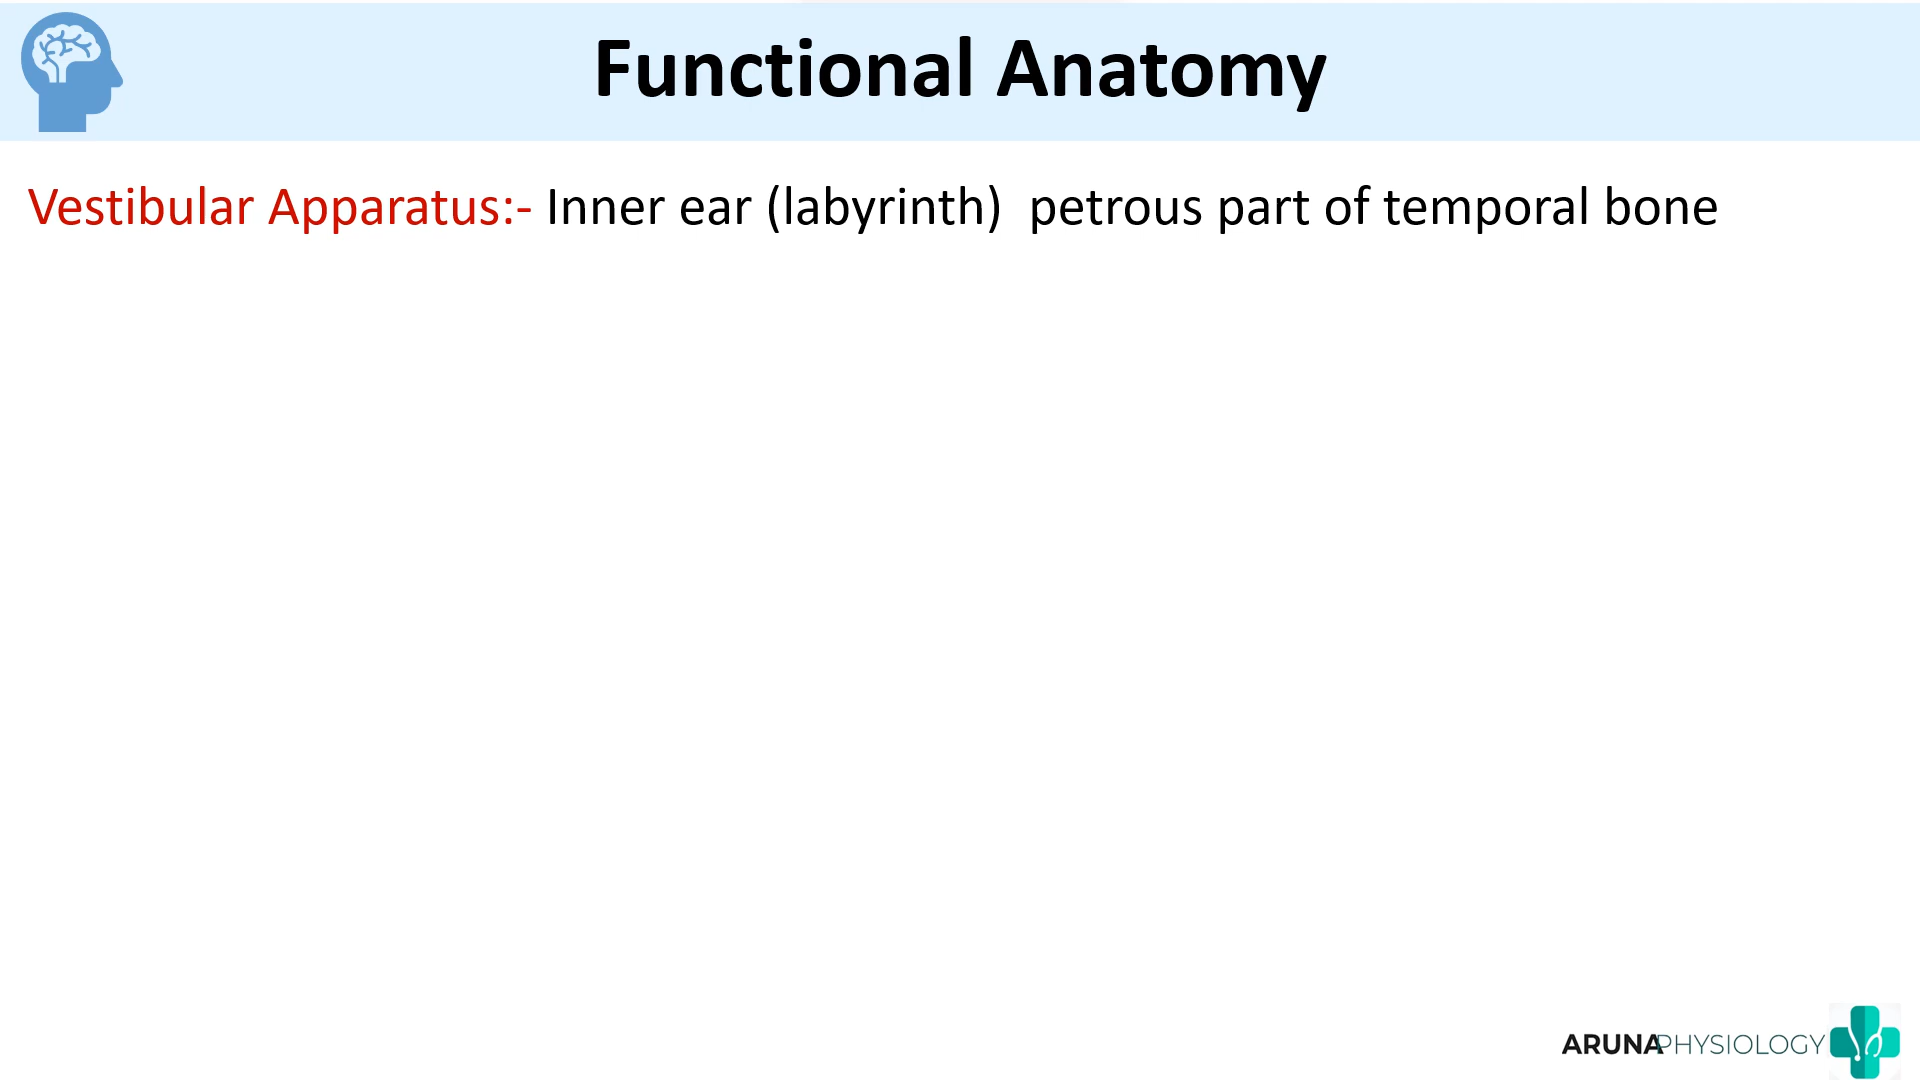 Functional Anatomy
Vestibular Apparatus:- Inner ear (labyrinth)  petrous part of temporal bone
ARUNAPHYSIOLOGY